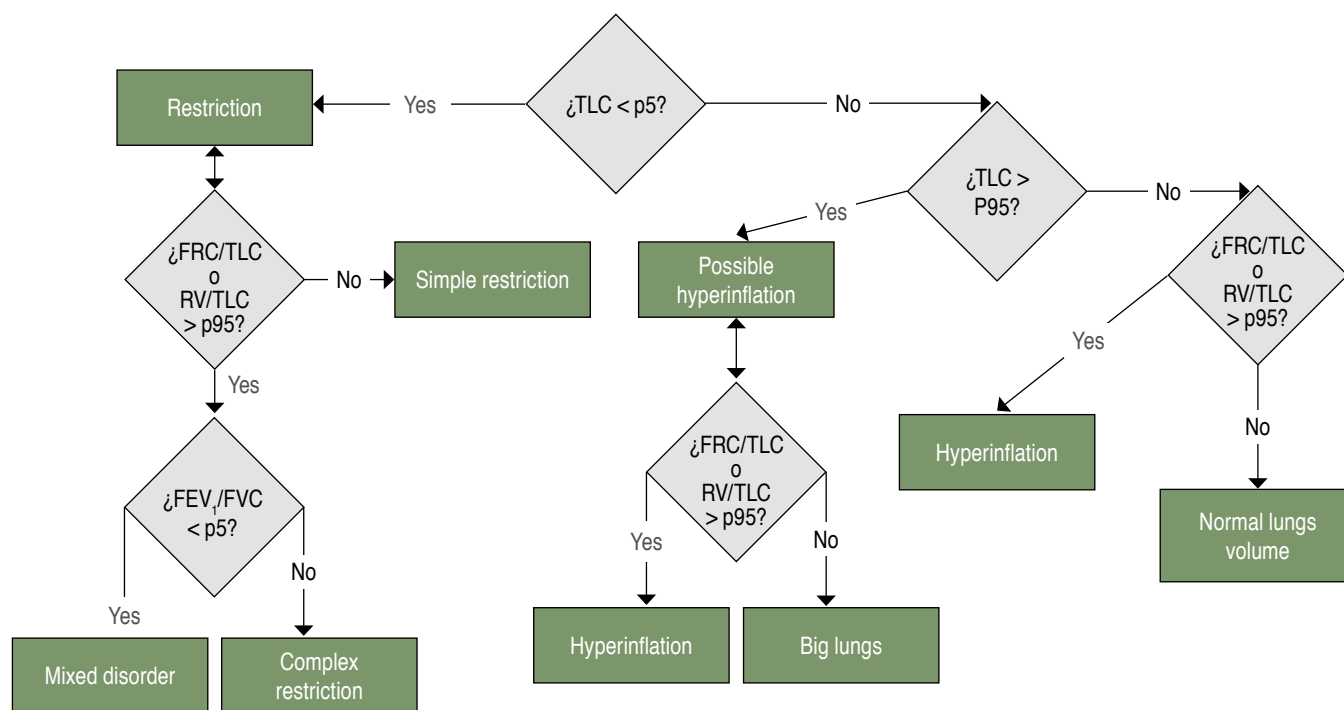 Restriction
Yes
¿TLC < p5?
No
¿TLC >
P95?
Yes
No
¿FRC/TLC
o
RV/TLC
> p95?
No
Simple restriction
Possible
hyperinflation
¿FRC/TLC
o
RV/TLC
> p95?
Yes
Yes
Hyperinflation
No
¿FEV₁/FVC
< p5?
¿FRC/TLC
o
RV/TLC
> p95?
Normal lungs
volume
Yes
No
Yes
No
Mixed disorder
Complex
restriction
Hyperinflation
Big lungs